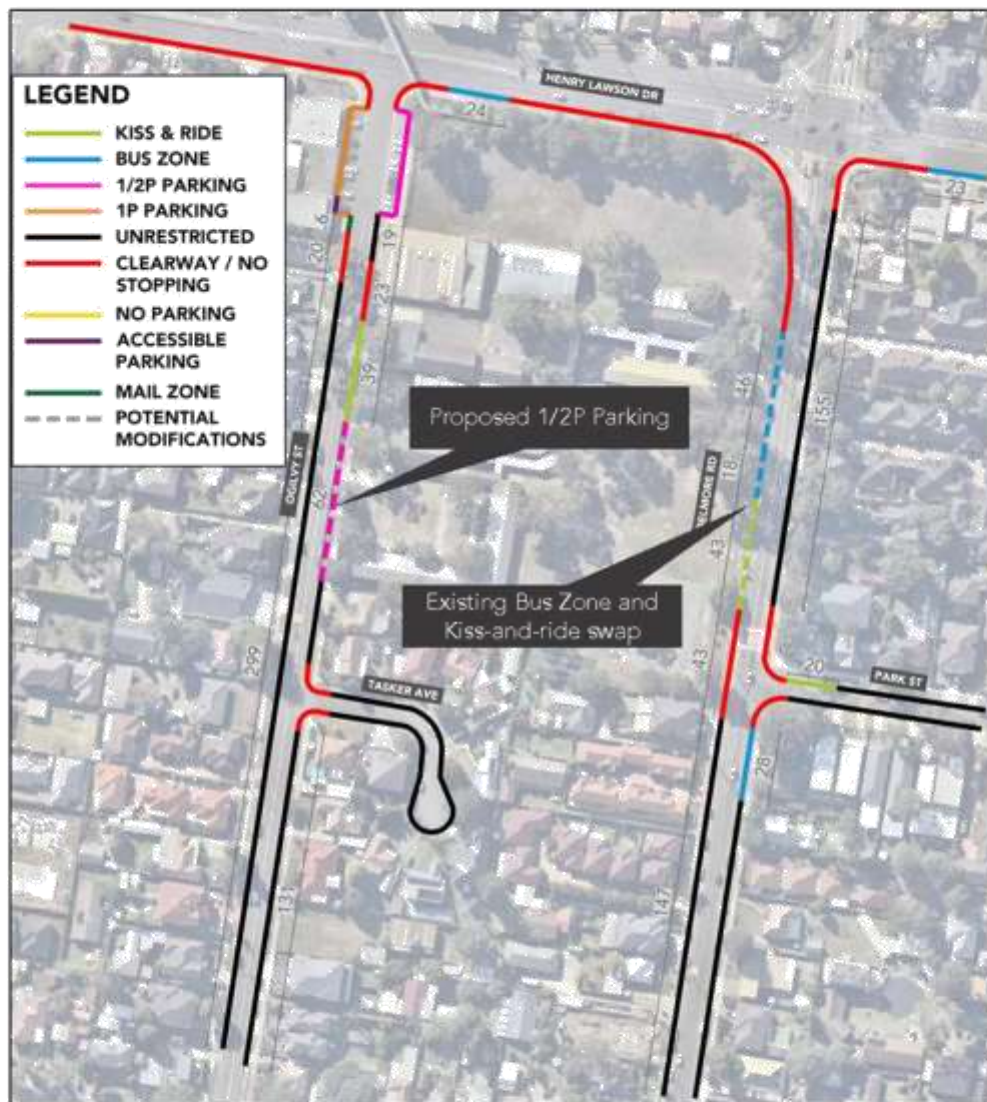 HENRY LAWSON DR
LEGEND
KISS & RIDE
BUS ZONE
1/2P PARKING
1P PARKING
UNRESTRICTED
CLEARWAY / NO
STOPPING
NO PARKING
ACCESSIBLE
PARKING
MAIL ZONE
POTENTIAL
MODIFICATIONS
24
23
6
20
19
23
39
46
155
Proposed 1/2P Parking
OGILVY ST
62
18
43
Existing Bus Zone and
Kiss-and-ride swap
299
43
20
PARK ST
TASKER AVE
28
131
147